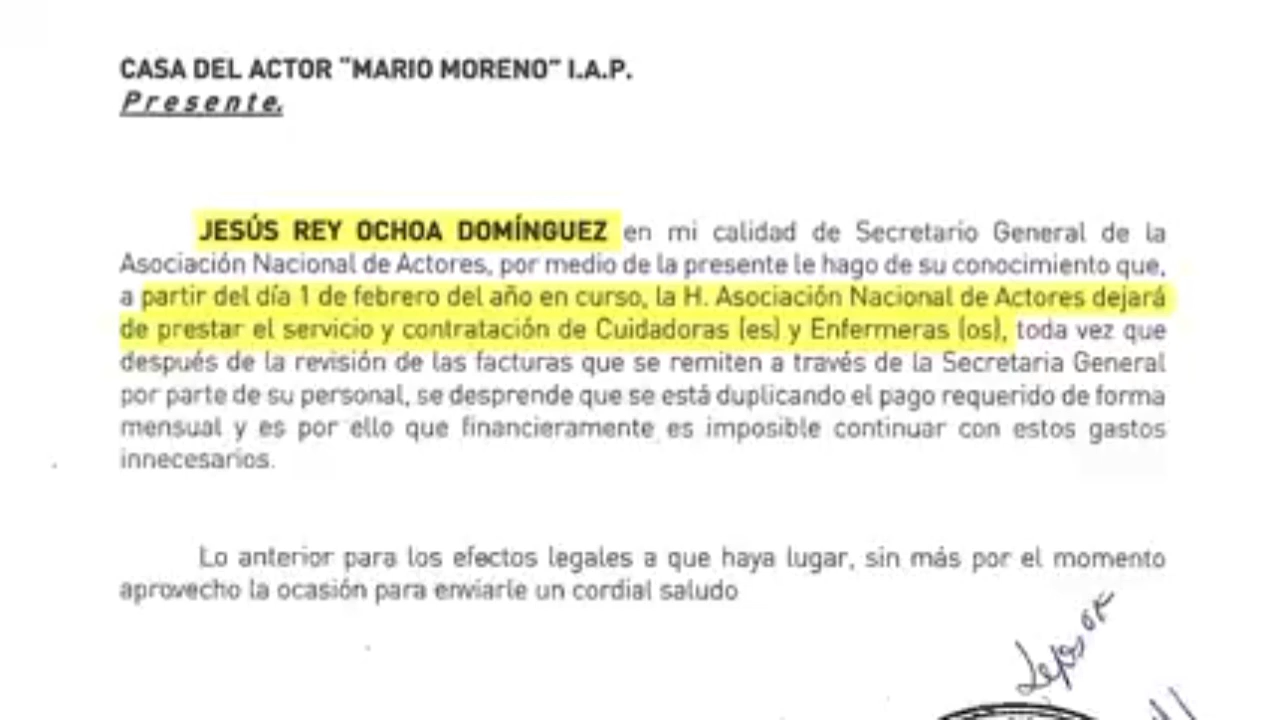 CASA DEL ACTOR "MARIO MORENO" I.A.P.
Presente.
JESÚS REY OCHOA DOMÍNGUEZ en mi calidad de Secretario General de la
Asociación Nacional de Actores, por medio de la presente le hago de su conocimiento que,
a partir del día 1 de febrero del año en curso, la H. Asociación Nacional de Actores dejará
de prestar el servicio y contratación de Cuidadoras (es) y Enfermeras (os), toda vez que
después de la revisión de las facturas que se remiten a través de la Secretaria General
por parte de su personal, se desprende que se está duplicando el pago requerido de forma
mensual y es por ello que financieramente es imposible continuar con estos gastos
innecesarios.
Lo anterior para los efectos legales a que haya lugar, sin más por el momento
aprovecho la ocasión para enviarle un cordial saludo